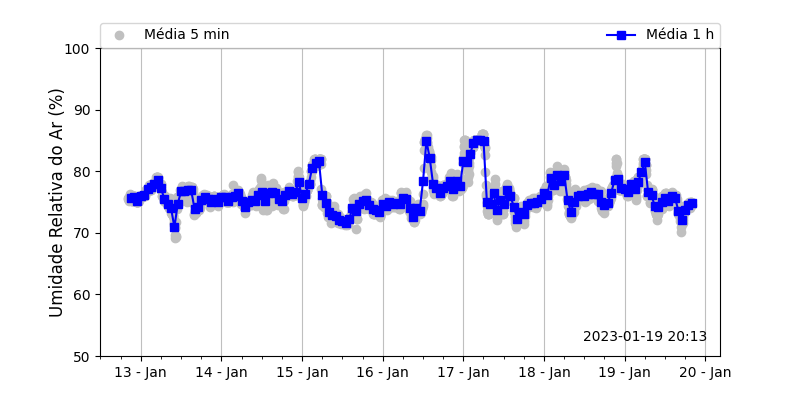 Média 5 min
Média 1 h
Umidade Relativa do Ar (%)
100
90
80
70
60
50
2023-01-19 20:13
13 - Jan
14 - Jan
15 - Jan
16 - Jan
17 - Jan
18 - Jan
19 - Jan
20 - Jan